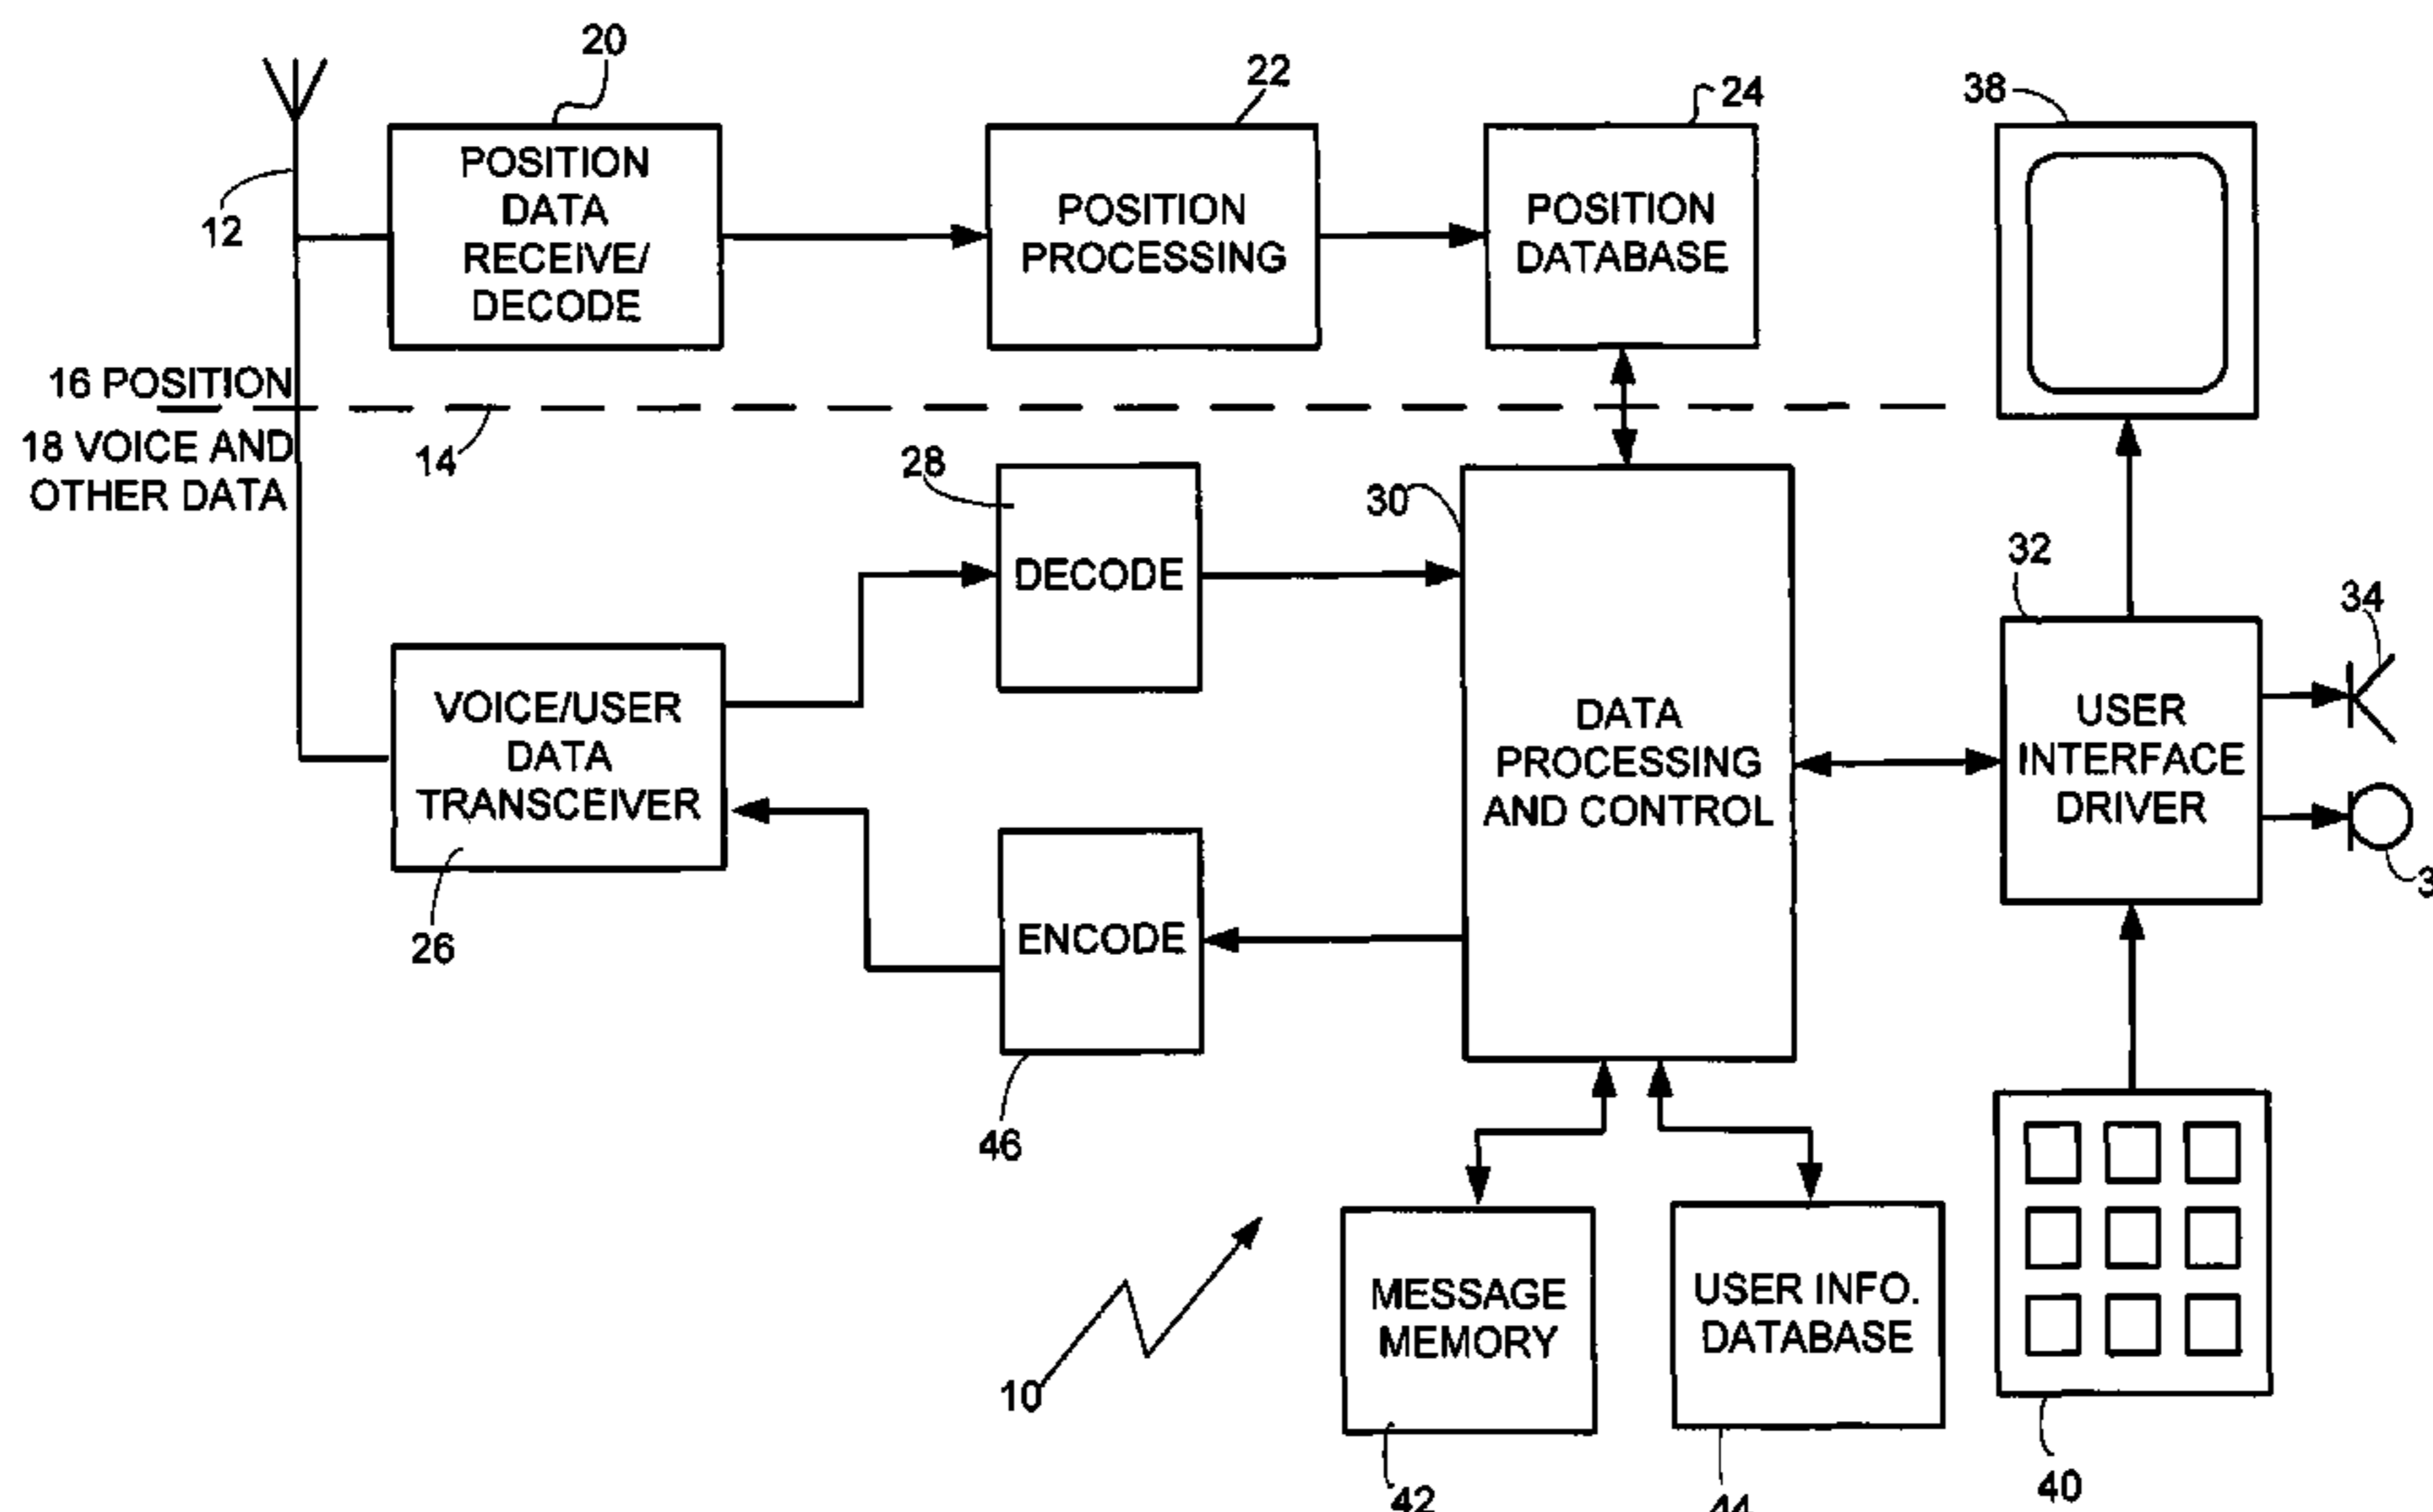 20
22
24
38
12
POSITION
DATA
RECEIVE/
DECODE
POSITION
PROCESSING
POSITION
DATABASE
16 POSITION
18 VOICE AND
OTHER DATA
14
28
30
32
34
DECODE
VOICE/USER
DATA
TRANSCEIVER
DATA
PROCESSING
AND CONTROL
USER
INTERFACE
DRIVER
3
26
ENCODE
46
10
MESSAGE
MEMORY
USER INFO.
DATABASE
42
44
40